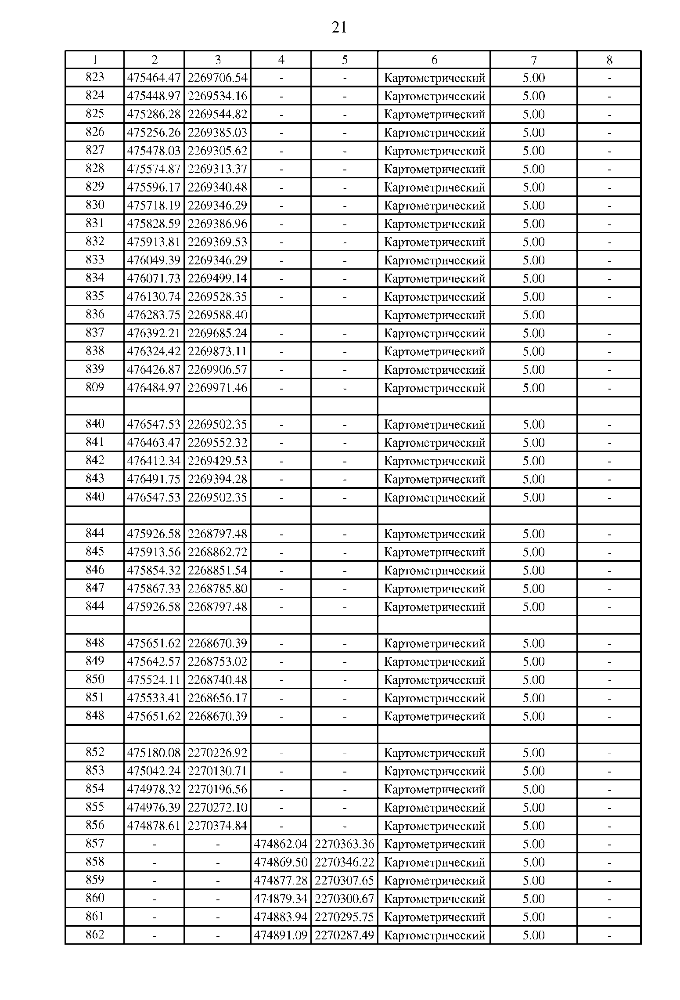 21
1 2 3 4 5 6 7 8
823 475464.47 2269706.54 - - Картометрический 5.00 -
824 475448.97 2269534.16 - - Картометрический 5.00 -
825 475286.28 2269544.82 - - Картометрический 5.00 -
826 475256.26 2269385.03 - - Картометрический 5.00 -
827 475478.03 2269305.62 - - Картометрический 5.00 -
828 475574.87 2269313.37 - - Картометрический 5.00 -
829 475596.17 2269340.48 - - Картометрический 5.00 -
830 475718.19 2269346.29 - - Картометрический 5.00 -
831 475828.59 2269386.96 - - Картометрический 5.00 -
832 475913.81 2269369.53 - - Картометрический 5.00 -
833 476049.39 2269346.29 - - Картометрический 5.00 -
834 476071.73 2269499.14 - - Картометрический 5.00 -
835 476130.74 2269528.35 - - Картометрический 5.00 -
836 476283.75 2269588.40 - - Картометрический 5.00 -
837 476392.21 2269685.24 - - Картометрический 5.00 -
838 476324.42 2269873.11 - - Картометрический 5.00 -
839 476426.87 2269906.57 - - Картометрический 5.00 -
809 476484.97 2269971.46 - - Картометрический 5.00 -
840 476547.53 2269502.35 - - Картометрический 5.00 -
841 476463.47 2269552.32 - - Картометрический 5.00 -
842 476412.34 2269429.53 - - Картометрический 5.00 -
843 476491.75 2269394.28 - - Картометрический 5.00 -
840 476547.53 2269502.35 - - Картометрический 5.00 -
844 475926.58 2268797.48 - - Картометрический 5.00 -
845 475913.56 2268862.72 - - Картометрический 5.00 -
846 475854.32 2268851.54 - - Картометрический 5.00 -
847 475867.33 2268785.80 - - Картометрический 5.00 -
844 475926.58 2268797.48 - - Картометрический 5.00 -
848 475651.62 2268670.39 - - Картометрический 5.00 -
849 475642.57 2268753.02 - - Картометрический 5.00 -
850 475524.11 2268740.48 - - Картометрический 5.00 -
851 475533.41 2268656.17 - - Картометрический 5.00 -
848 475651.62 2268670.39 - - Картометрический 5.00 -
852 475180.08 2270226.92 - - Картометрический 5.00 -
853 475042.24 2270130.71 - - Картометрический 5.00 -
854 474978.32 2270196.56 - - Картометрический 5.00 -
855 474976.39 2270272.10 - - Картометрический 5.00 -
856 474878.61 2270374.84 - - Картометрический 5.00 -
857 - - 474862.04 2270363.36 Картометрический 5.00 -
858 - - 474869.50 2270346.22 Картометрический 5.00 -
859 - - 474877.28 2270307.65 Картометрический 5.00 -
860 - - 474879.34 2270300.67 Картометрический 5.00 -
861 - - 474883.94 2270295.75 Картометрический 5.00 -
862 - - 474891.09 2270287.49 Картометрический 5.00 -